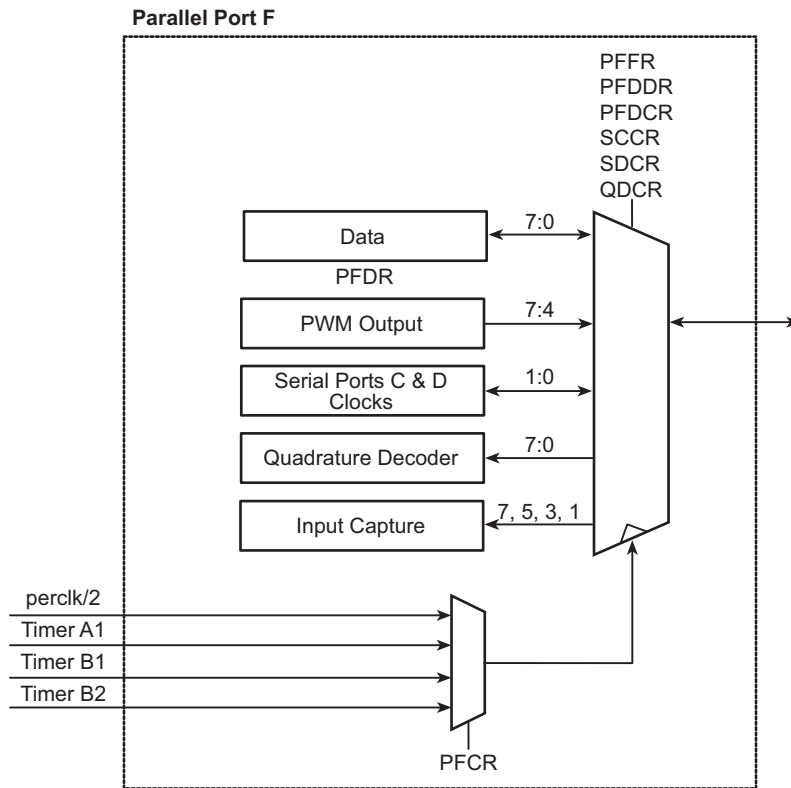 Parallel Port F
PFFR
PFDDR
PFDCR
SCCR
SDCR
QDCR
7:0
Data
PFDR
7:4
PWM Output
1:0
Serial Ports C & D
Clocks
7:0
Quadrature Decoder
7, 5, 3, 1
Input Capture
perclk/2
Timer A1
Timer B1
Timer B2
PFCR